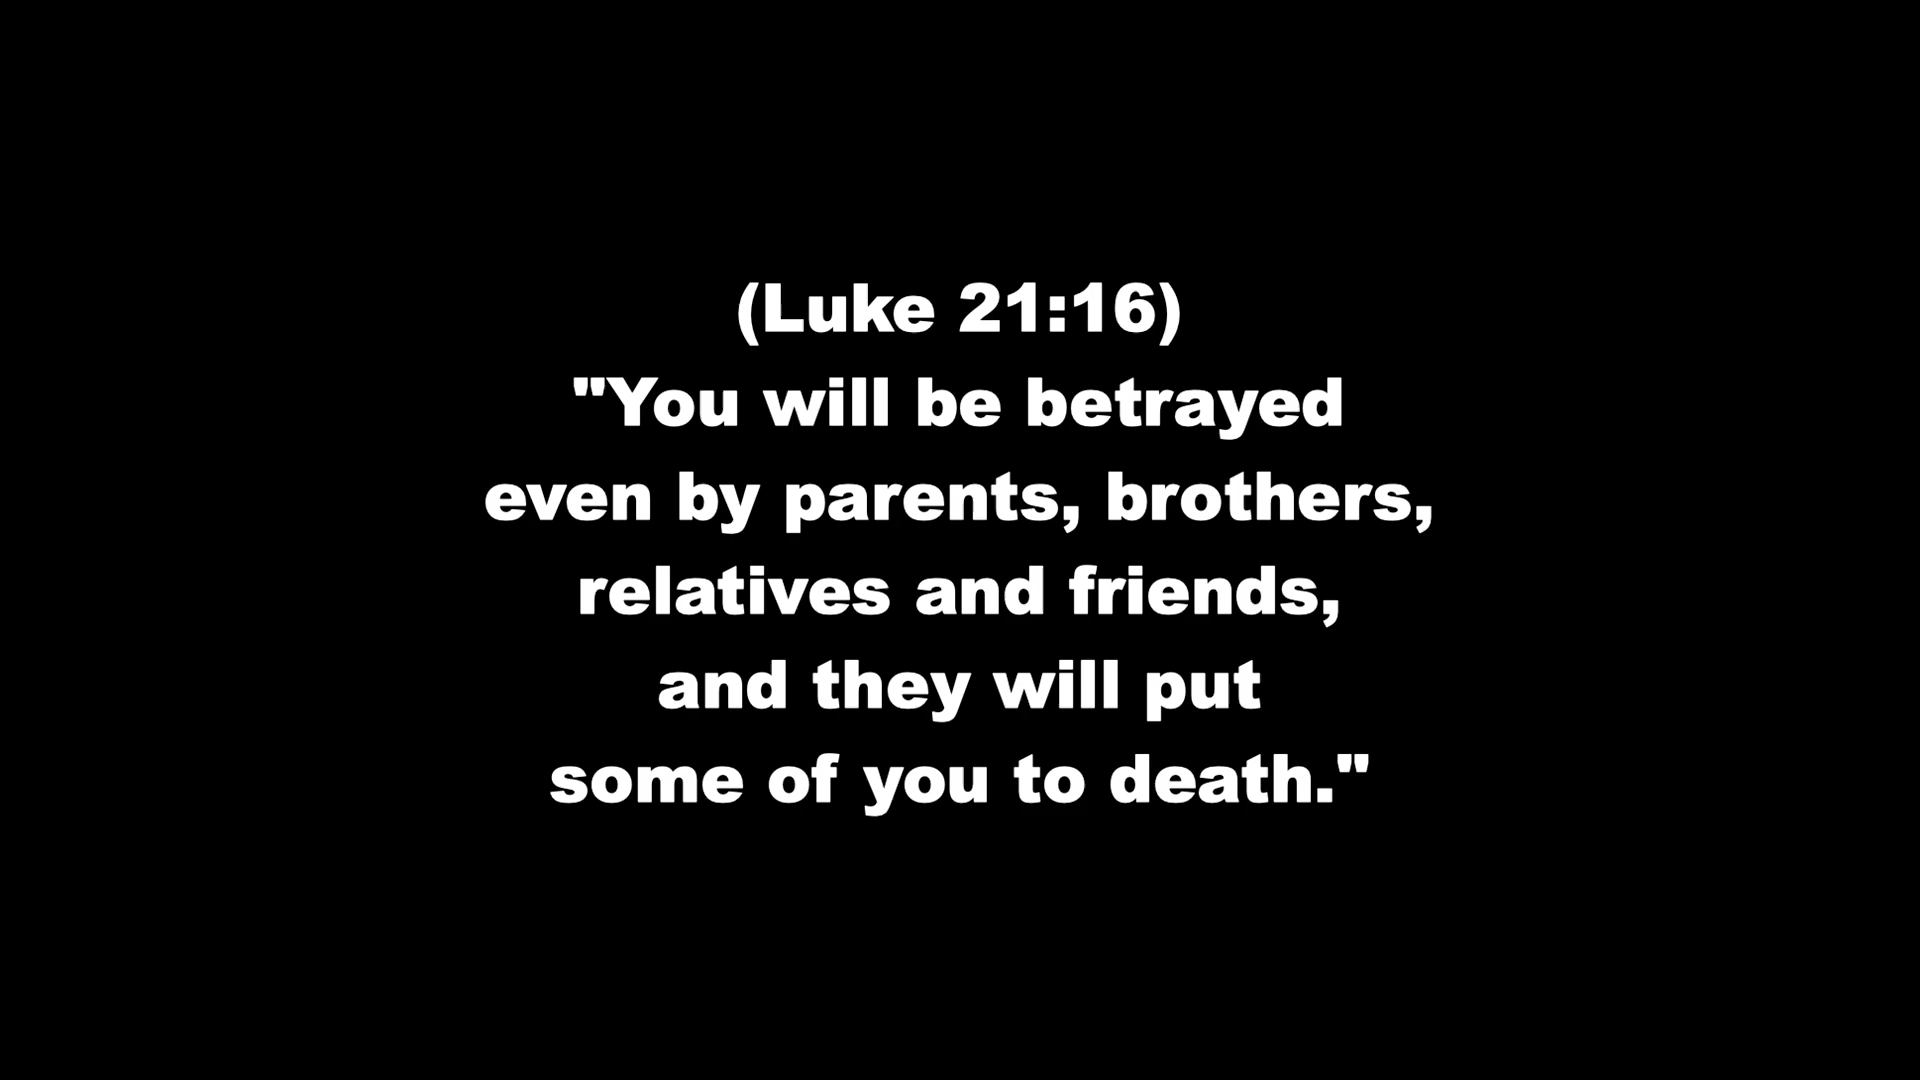 (Luke 21:16)
"You will be betrayed
even by parents, brothers,
relatives and friends,
and they will put
some of you to death."